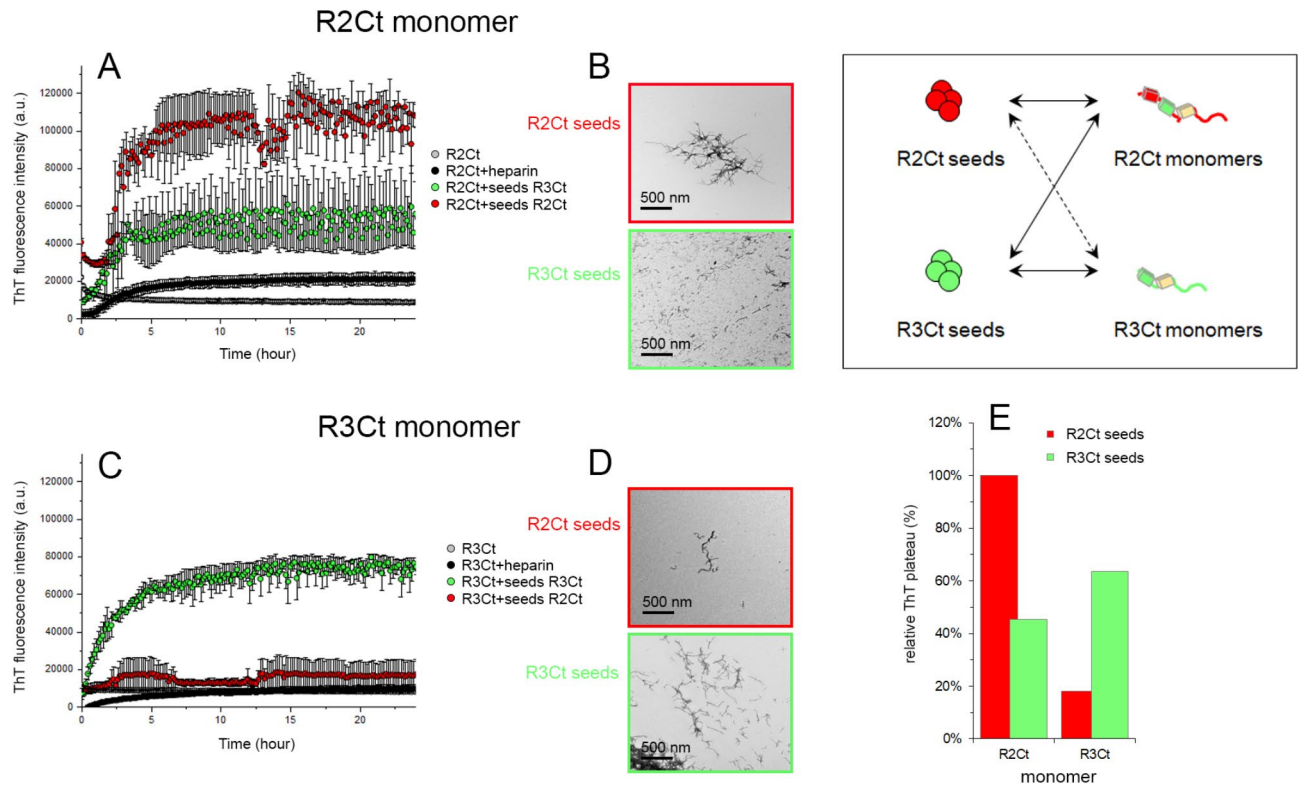 R2Ct monomer
A
ThT fluorescence intensity (a.u.)
120000
100000
80000
60000
40000
20000
0
0
5
10
15
20
Time (hour)
R2Ct
R2Ct+heparin
R2Ct+seeds R3Ct
R2Ct+seeds R2Ct
B
R2Ct seeds
500 nm
R3Ct seeds
500 nm
R2Ct seeds
R2Ct monomers
R3Ct seeds
R3Ct monomers
R3Ct monomer
C
ThT fluorescence intensity (a.u.)
120000
100000
80000
60000
40000
20000
0
0
5
10
15
20
Time (hour)
R3Ct
R3Ct+heparin
R3Ct+seeds R3Ct
R3Ct+seeds R2Ct
D
R2Ct seeds
500 nm
R3Ct seeds
500 nm
E
R2Ct seeds
R3Ct seeds
relative ThT plateau (%)
120%
100%
80%
60%
40%
20%
0%
R2Ct
R3Ct
monomer